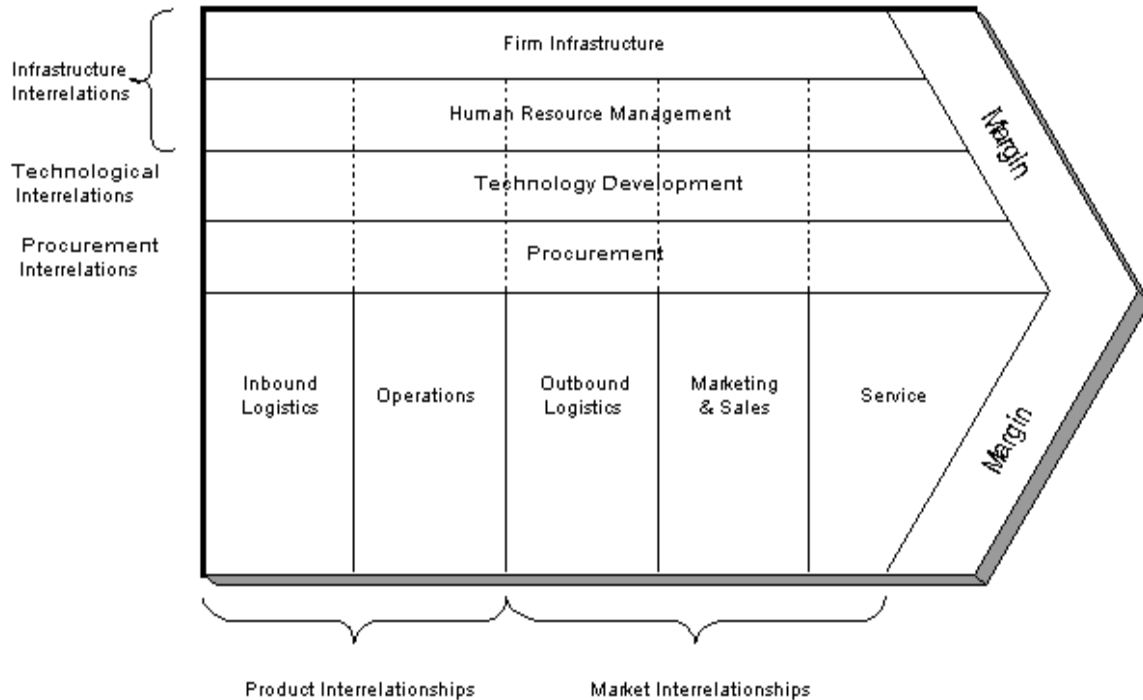 Firm Infrastructure
Infrastructure
Interrelations
Human Resource Management
Margin
Technological
Interrelations
Technology Development
Procurement
Interrelations
Procurement
Inbound
Logistics
Operations
Outbound
Logistics
Marketing
& Sales
Service
Margin
Product Interrelationships
Market Interrelationships